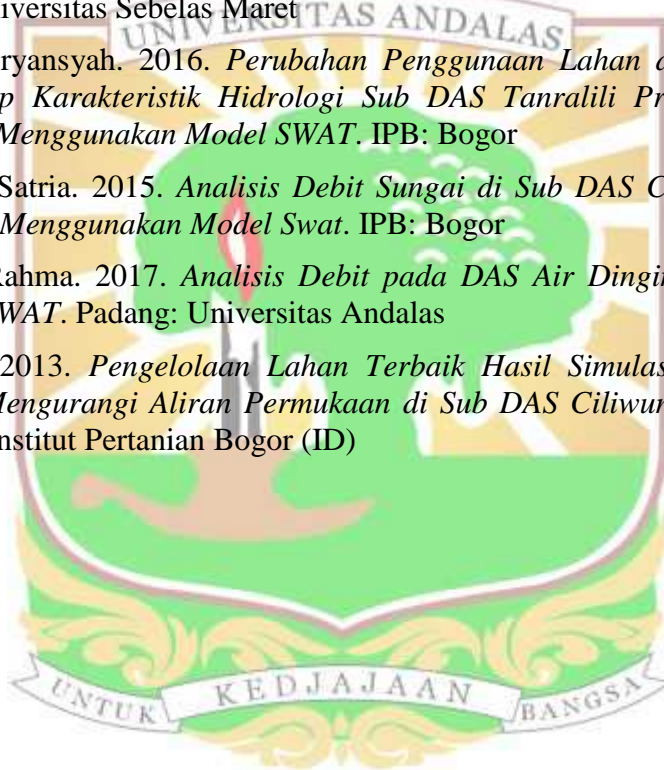 iversitas Sebelas Maret
UNIVERSITAS ANDALAS
ryansyah. 2016. Perubahan Penggunaan Lahan d
p Karakteristik Hidrologi Sub DAS Tanralili Pr
Menggunakan Model SWAT. IPB: Bogor
Satria. 2015. Analisis Debit Sungai di Sub DAS C
Menggunakan Model Swat. IPB: Bogor
Rahma. 2017. Analisis Debit pada DAS Air Dingin
WAT. Padang: Universitas Andalas
2013. Pengelolaan Lahan Terbaik Hasil Simulas
Mengurangi Aliran Permukaan di Sub DAS Ciliwun
nstitut Pertanian Bogor (ID)
UNTUK KEDJAJAAN BANGSA